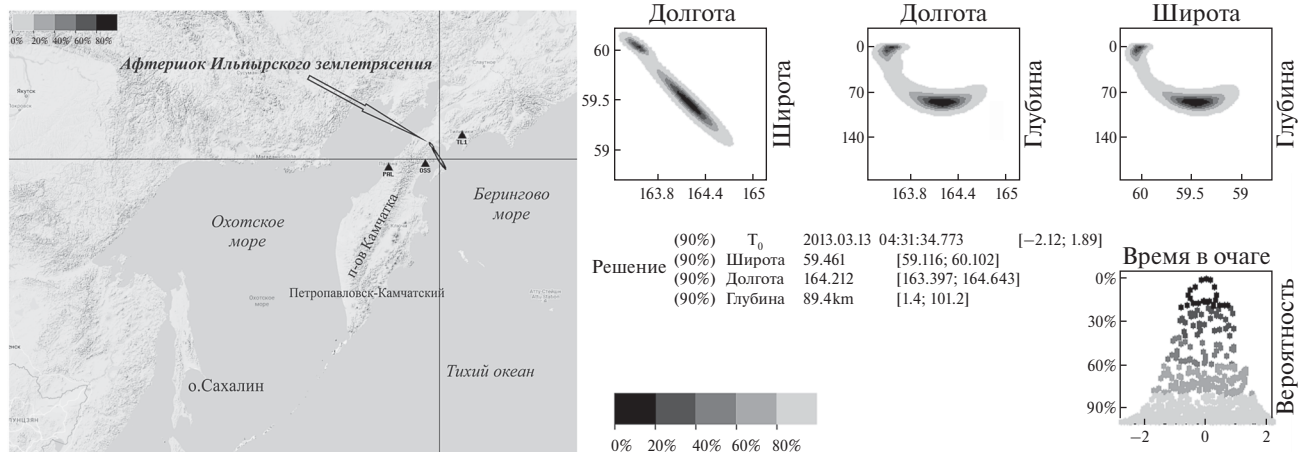 0% 20% 40% 60% 80%
Афтершок Ильпырского землетрясения
Якутск
Магадан
TL1
PHL
OSS
Берингово
море
Охотское
море
п-ов Камчатка
Петропавловск-Камчатский
Охотское
море
о.Сахалин
Тихий океан
Долгота
Широта
60
59.5
59
163.8 164.4 165
Долгота
Глубина
0
70
140
163.8 164.4 165
Широта
Глубина
0
70
140
60 59.5 59
Решение
(90%) T0 2013.03.13 04:31:34.773 [−2.12; 1.89]
(90%) Широта 59.461 [59.116; 60.102]
(90%) Долгота 164.212 [163.397; 164.643]
(90%) Глубина 89.4km [1.4; 101.2]
0% 20% 40% 60% 80%
Время в очаге
Вероятность
0%
30%
60%
90%
−2 0 2